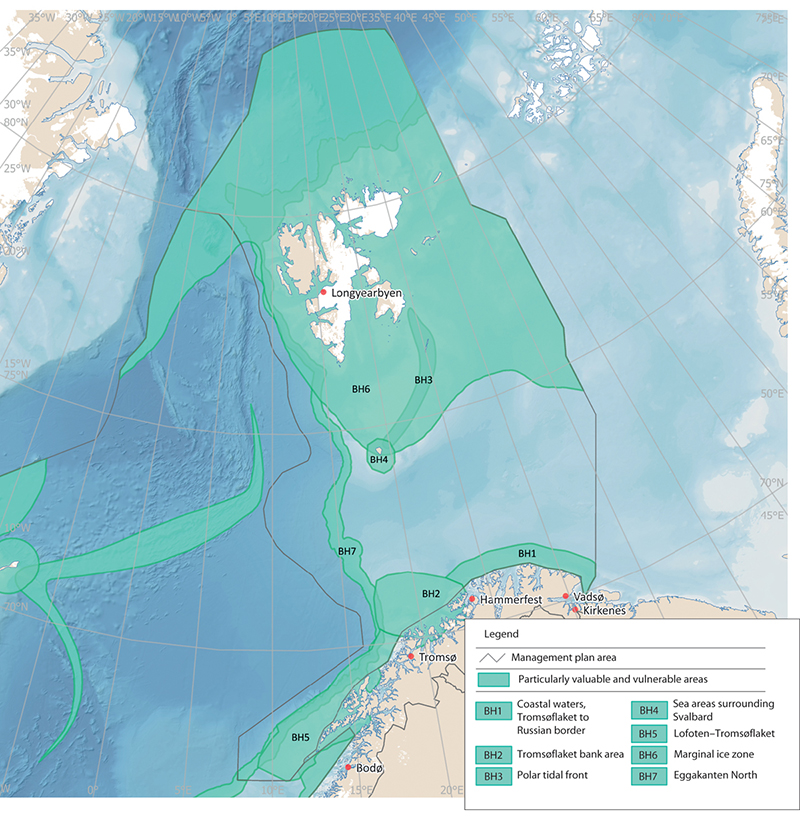 35°W 30°W 20°W 15°W 10°W 5°W 0° 5°E 10°E 15°E 20°E 25°E 30°E 35°E 40°E 45°E 50°E 55°E 60°E 65°E 75°E
35°W
70°E
30°W
80°N
65°E
25°W
60°E
20°W
Longyearbyen
55°E
15°W
75°N
BH6
BH3
50°E
BH4
70°N
45°E
10°W
BH7
BH1
BH2
Hammerfest
Vadsø
Kirkenes
70°N
Tromsø
BH5
Bodø
0°
10°E
15°E
20°E
Legend
Management plan area
Particularly valuable and vulnerable areas
BH1 Coastal waters,
Tromsøflaket to
Russian border
BH2 Tromsøflaket bank area
BH3 Polar tidal front
BH4 Sea areas surrounding
Svalbard
BH5 Lofoten–Tromsøflaket
BH6 Marginal ice zone
BH7 Eggakanten North